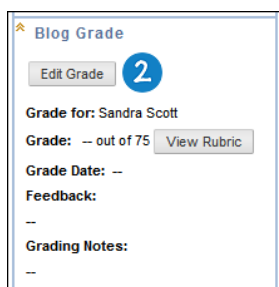 Blog Grade
Edit Grade 2
Grade for: Sandra Scott
Grade: -- out of 75 View Rubric
Grade Date: --
Feedback:
--
Grading Notes:
--